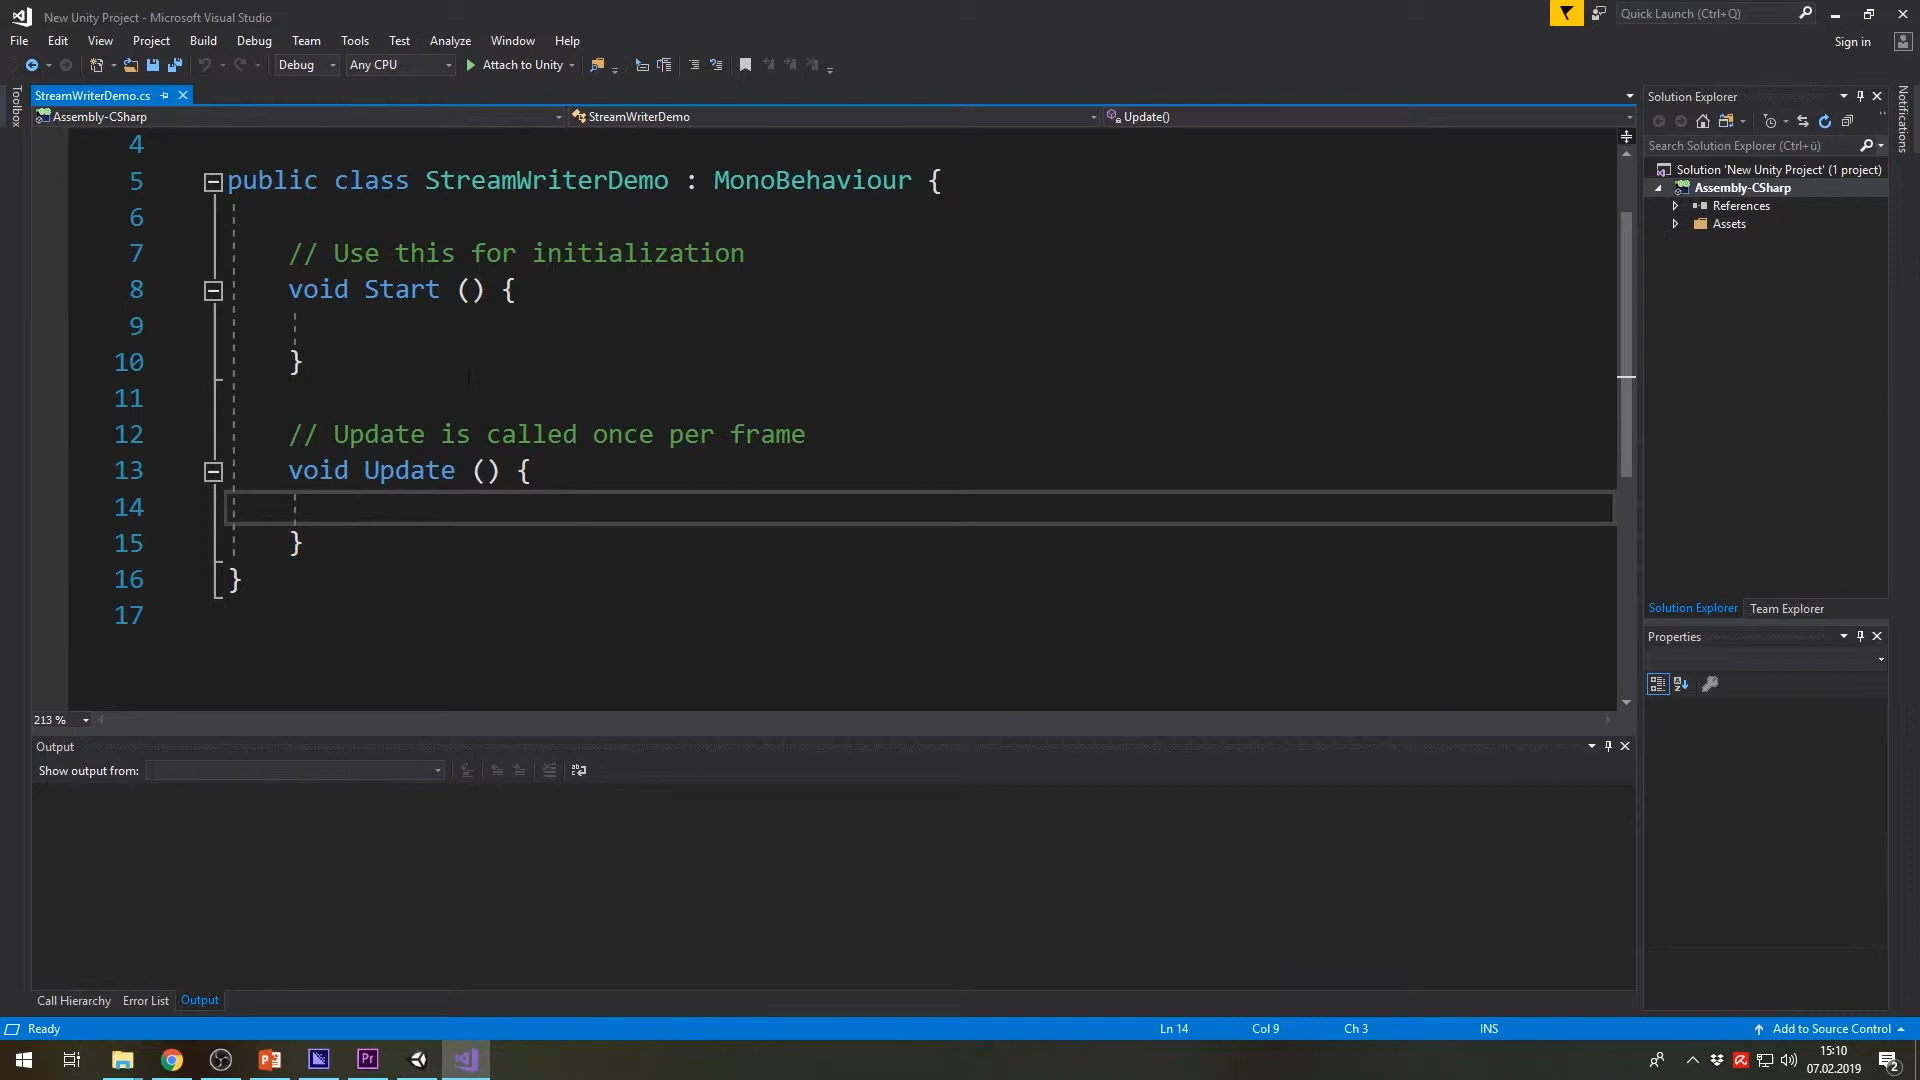 New Unity Project - Microsoft Visual Studio
Quick Launch (Ctrl+Q)
File Edit View Project Build Debug Team Tools Test Analyze Window Help
Sign in
Debug Any CPU Attach to Unity
Toolbox
StreamWriterDemo.cs
Assembly-CSharp StreamWriterDemo Update()
4
5 public class StreamWriterDemo : MonoBehaviour {
6
7 // Use this for initialization
8 void Start () {
9
10 }
11
12 // Update is called once per frame
13 void Update () {
14
15 }
16 }
17
213 %
Output
Show output from:
Call Hierarchy Error List Output
Solution Explorer
Search Solution Explorer (Ctrl+ü)
Solution 'New Unity Project' (1 project)
Assembly-CSharp
References
Assets
Solution Explorer Team Explorer
Properties
Notifications
Ready Ln 14 Col 9 Ch 3 INS Add to Source Control
15:10
07.02.2019
2